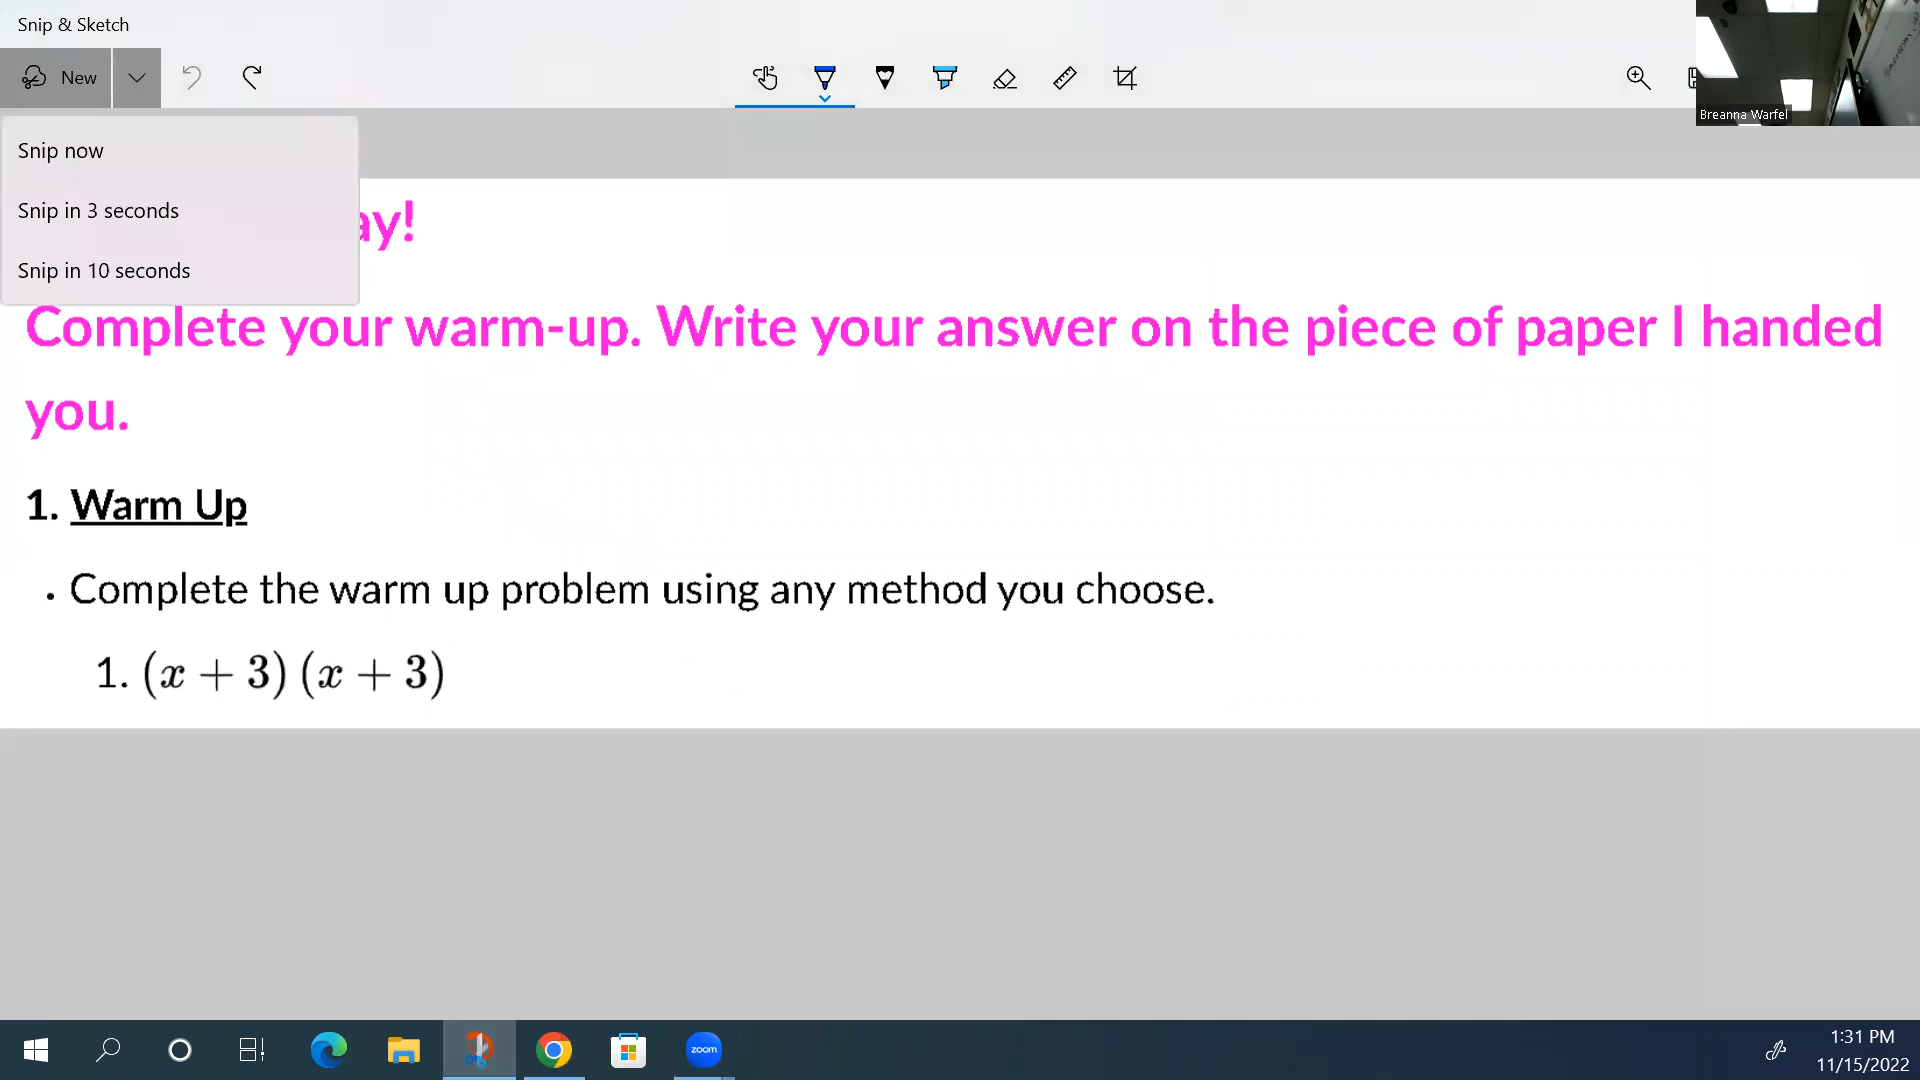 Snip & Sketch
New
Breanna Warfel
Snip now
Snip in 3 seconds
Snip in 10 seconds
ay!
Complete your warm-up. Write your answer on the piece of paper I handed
you.
1. Warm Up
• Complete the warm up problem using any method you choose.
1. (x + 3) (x + 3)
zoom
1:31 PM
11/15/2022